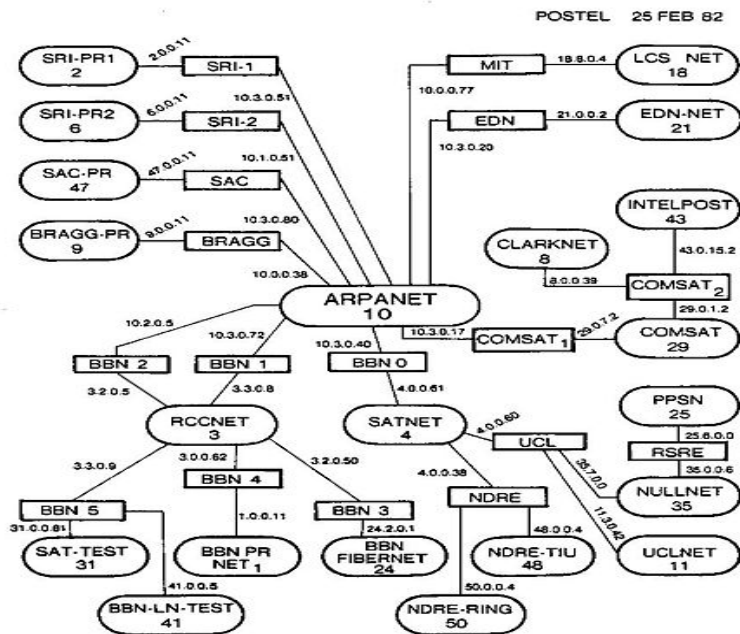 POSTEL 25 FEB 82
SRI-PR1
2
2.0.0.11
SRI-1
10.3.0.51
MIT
10.0.0.77
18.8.0.4
LCS NET
18
SRI-PR2
6
6.0.0.11
SRI-2
10.1.0.51
EDN
10.3.0.20
21.0.0.2
EDN-NET
21
SAC-PR
47
47.0.0.11
SAC
10.3.0.80
BRAGG-PR
9
9.0.0.11
BRAGG
10.0.0.38
INTELPOST
43
43.0.15.2
CLARKNET
8
8.0.0.39
COMSAT 2
29.0.1.2
ARPANET
10
10.3.0.17
COMSAT 1
29.0.7.2
COMSAT
29
10.2.0.5
BBN 2
3.2.0.5
10.3.0.72
BBN 1
3.3.0.8
10.3.0.40
BBN 0
4.0.0.61
RCCNET
3
SATNET
4
4.0.0.60
UCL
35.7.0.0
11.3.0.42
PPSN
25
25.6.0.0
RSRE
35.0.0.6
NULLNET
35
UCLNET
11
3.3.0.9
BBN 5
31.0.0.81
SAT-TEST
31
41.0.0.5
BBN-LN-TEST
41
3.0.0.62
BBN 4
1.0.0.11
BBN PR
NET 1
3.2.0.50
BBN 3
24.2.0.1
BBN
FIBERNET
24
4.0.0.38
NDRE
48.0.0.4
NDRE-TIU
48
50.0.0.4
NDRE-RING
50